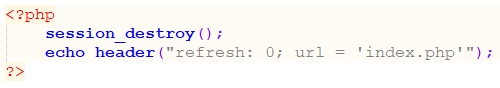 <?php
session_destroy();
echo header("refresh: 0; url = 'index.php'");
?>